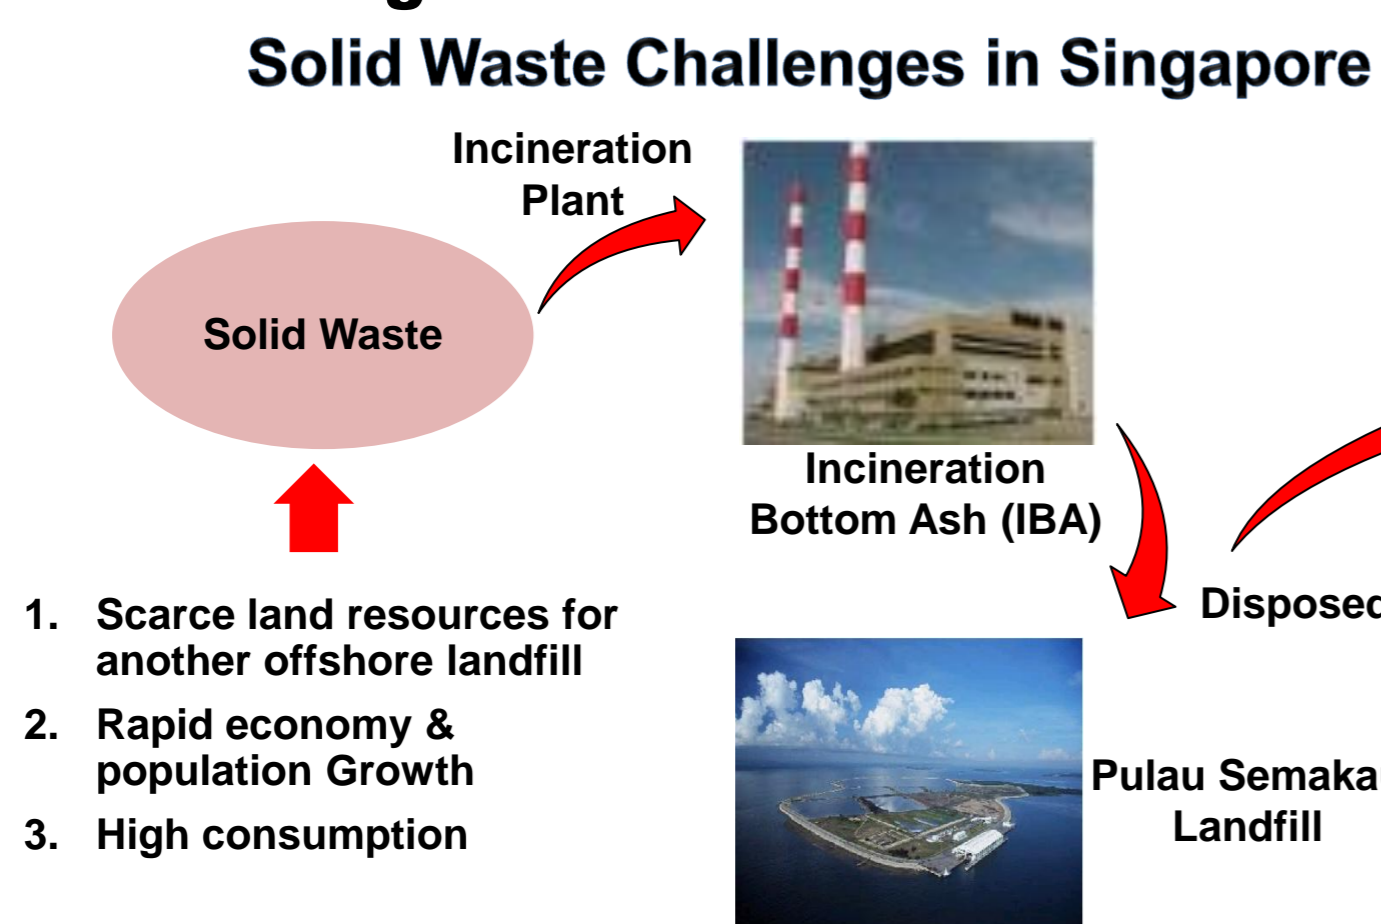 Solid Waste Challenges in Singapore
Incineration
Plant
Solid Waste
Incineration
Bottom Ash (IBA)
1. Scarce land resources for
another offshore landfill
2. Rapid economy &
population Growth
3. High consumption
Disposed
Pulau Semaka
Landfill